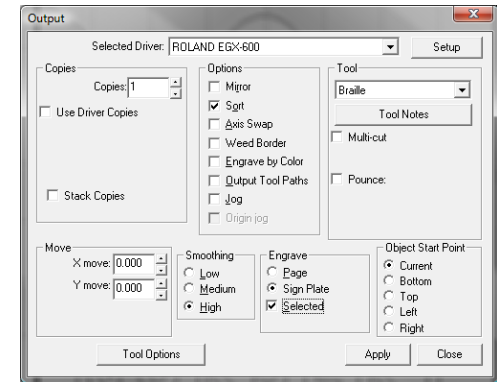 Output
Selected Driver: ROLAND EGX-600
Setup
Copies
Copies: 1
Use Driver Copies
Stack Copies
Options
Mirror
Sort
Axis Swap
Weed Border
Engrave by Color
Output Tool Paths
Jog
Origin jog
Tool
Braille
Tool Notes
Multi-cut
Pounce:
Move
X move: 0.000
Y move: 0.000
Smoothing
Low
Medium
High
Engrave
Page
Sign Plate
Selected
Object Start Point
Current
Bottom
Top
Left
Right
Tool Options
Apply
Close